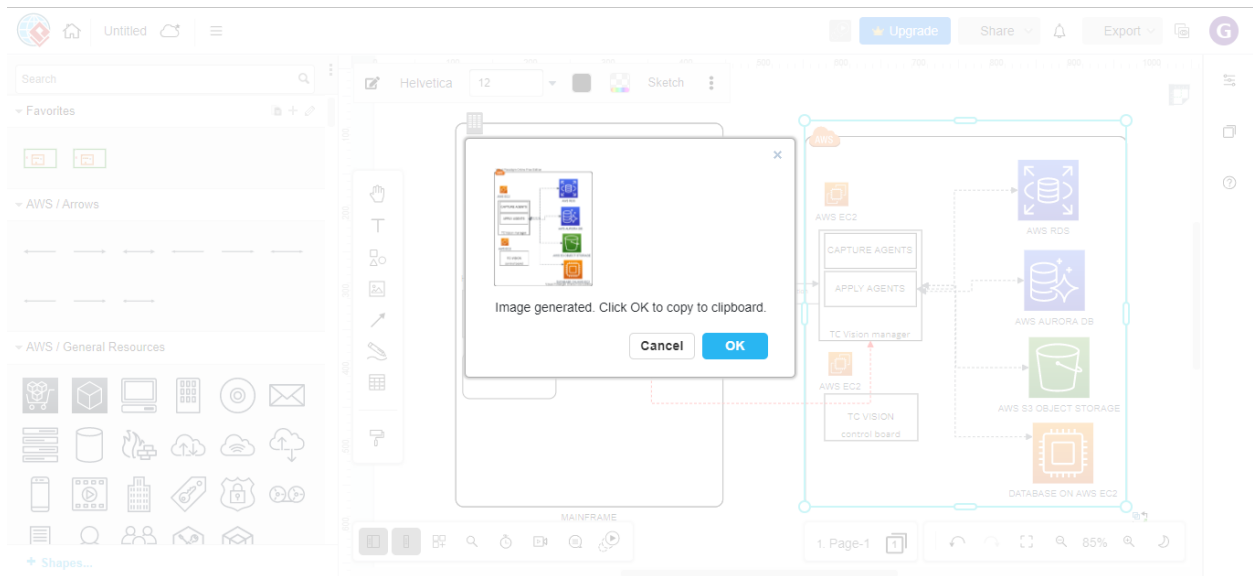 Untitled
Upgrade
Share
Export
G
Search
Helvetica
12
Sketch
Favorites
AWS / Arrows
AWS / General Resources
Shapes...
Image generated. Click OK to copy to clipboard.
Cancel
OK
AWS
AWS EC2
CAPTURE AGENTS
APPLY AGENTS
TC Vision manager
AWS EC2
TC VISION
control board
AWS RDS
AWS AURORA DB
AWS S3 OBJECT STORAGE
DATABASE ON AWS EC2
MAINFRAME
1. Page-1
1
85%